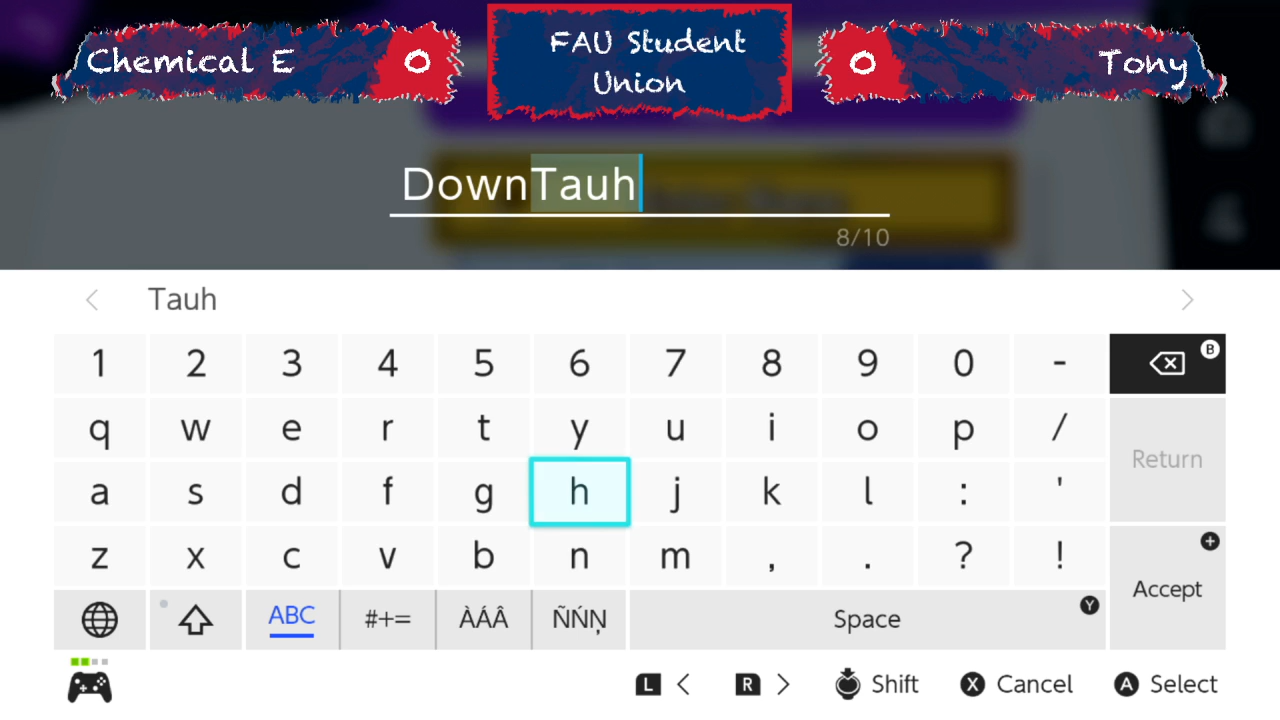 Chemical E
0
FAU Student
Union
0
Tony
DownTauh
8/10
Tauh
1 2 3 4 5 6 7 8 9 0 -
B
q w e r t y u i o p /
Return
a s d f g h j k l : '
z x c v b n m , . ? !
+
Accept
ABC #+= ÀÁÂ ÑŃŅ Space Y
L R Shift X Cancel A Select